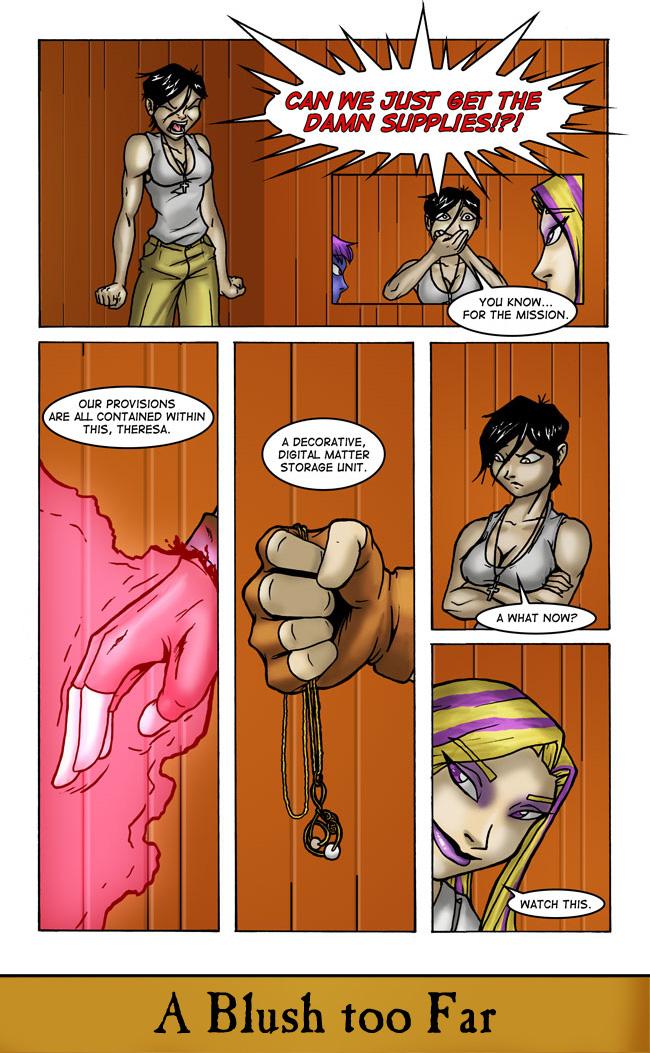 CAN WE JUST GET THE
DAMN SUPPLIES!?!
YOU KNOW...
FOR THE MISSION.
OUR PROVISIONS
ARE ALL CONTAINED WITHIN
THIS, THERESA.
A DECORATIVE,
DIGITAL MATTER
STORAGE UNIT.
A WHAT NOW?
WATCH THIS.
A Blush too Far